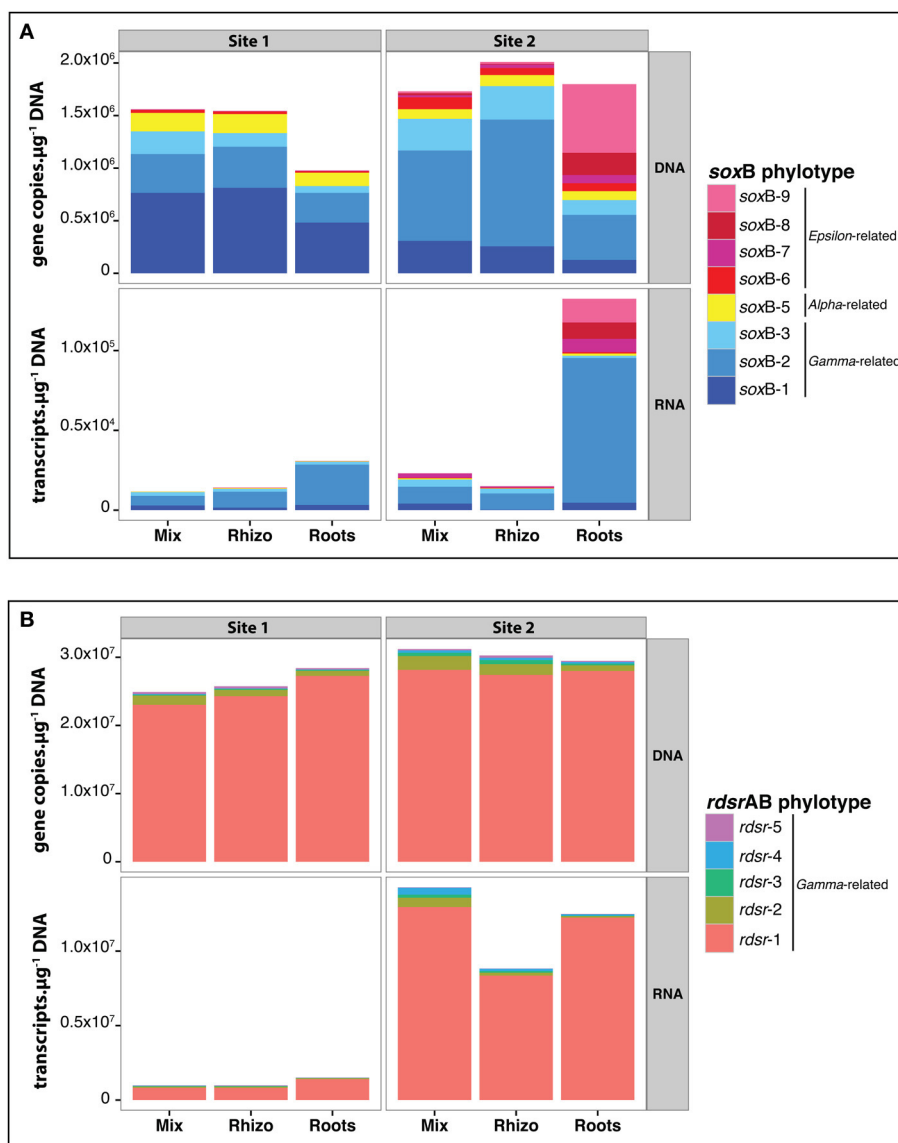 A
Site 1
Site 2
2.0x10⁶
1.5x10⁶
1.0x10⁶
0.5x10⁶
0
gene copies.µg⁻¹ DNA
DNA
1.0x10⁵
0.5x10⁴
0
transcripts.µg⁻¹ DNA
RNA
Mix
Rhizo
Roots
Mix
Rhizo
Roots
soxB phylotype
soxB-9
soxB-8
soxB-7
soxB-6
Epsilon-related
soxB-5
Alpha-related
soxB-3
soxB-2
soxB-1
Gamma-related
B
Site 1
Site 2
3.0x10⁷
2.0x10⁷
1.0x10⁷
0
gene copies.µg⁻¹ DNA
DNA
1.0x10⁷
0.5x10⁷
0
transcripts.µg⁻¹ DNA
RNA
Mix
Rhizo
Roots
Mix
Rhizo
Roots
rdsrAB phylotype
rdsr-5
rdsr-4
rdsr-3
rdsr-2
rdsr-1
Gamma-related